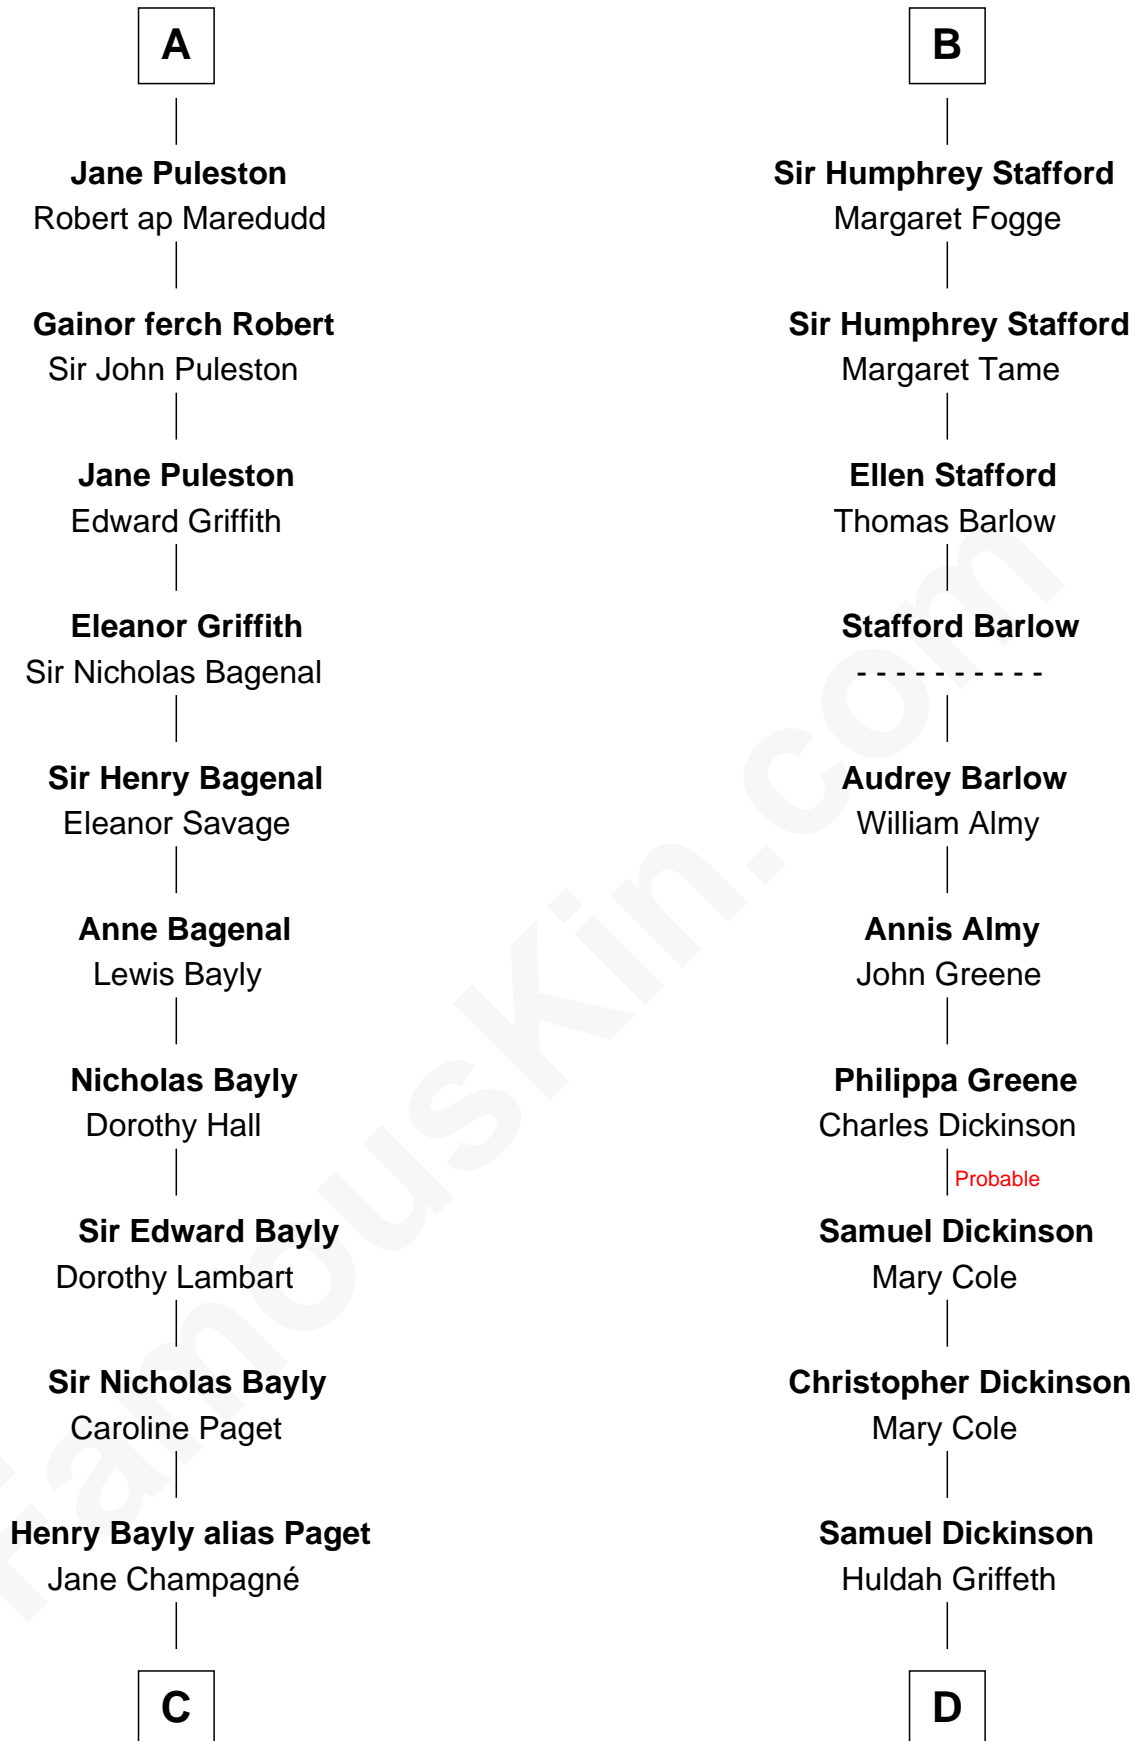 A
Jane Puleston
Robert ap Maredudd
Gainor ferch Robert
Sir John Puleston
Jane Puleston
Edward Griffith
Eleanor Griffith
Sir Nicholas Bagenal
Sir Henry Bagenal
Eleanor Savage
Anne Bagenal
Lewis Bayly
Nicholas Bayly
Dorothy Hall
Sir Edward Bayly
Dorothy Lambart
Sir Nicholas Bayly
Caroline Paget
Henry Bayly alias Paget
Jane Champagné
C
B
Sir Humphrey Stafford
Margaret Fogge
Sir Humphrey Stafford
Margaret Tame
Ellen Stafford
Thomas Barlow
Stafford Barlow
- - - - - - - - - -
Audrey Barlow
William Almy
Annis Almy
John Greene
Philippa Greene
Charles Dickinson
Probable
Samuel Dickinson
Mary Cole
Christopher Dickinson
Mary Cole
Samuel Dickinson
Huldah Griffeth
D
FamousKin.com